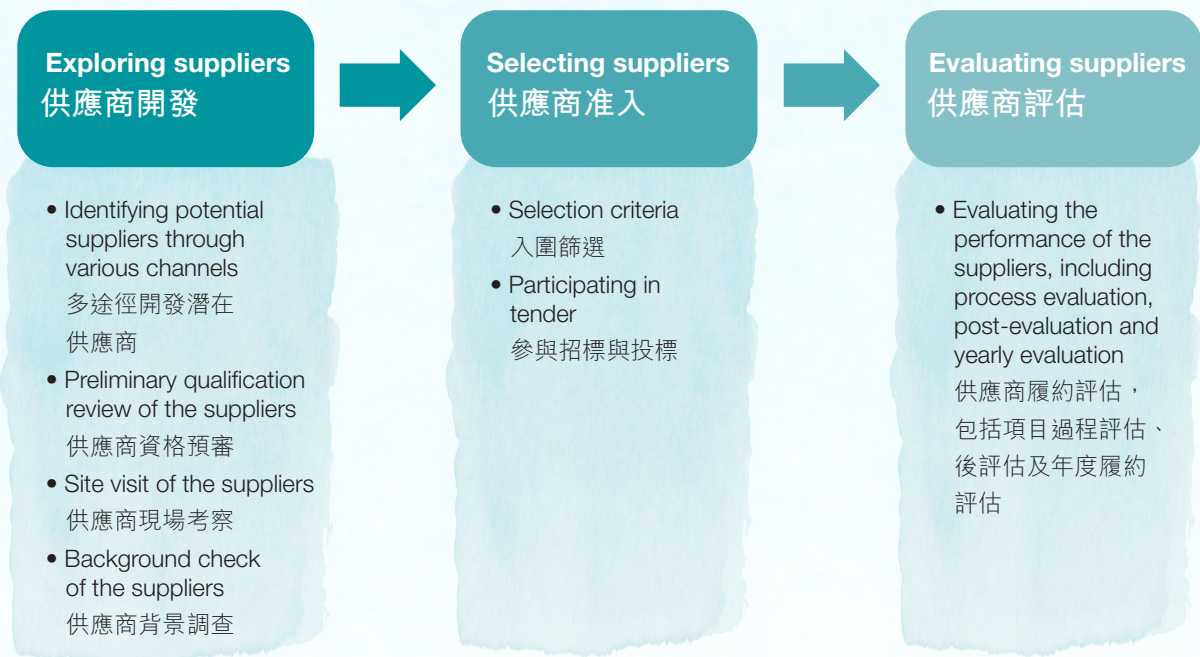 Exploring suppliers
供應商開發
• Identifying potential
suppliers through
various channels
多途徑開發潛在
供應商
• Preliminary qualification
review of the suppliers
供應商資格預審
• Site visit of the suppliers
供應商現場考察
• Background check
of the suppliers
供應商背景調查
Selecting suppliers
供應商准入
• Selection criteria
入圍篩選
• Participating in
tender
參與招標與投標
Evaluating suppliers
供應商評估
• Evaluating the
performance of the
suppliers, including
process evaluation,
post-evaluation and
yearly evaluation
供應商履約評估，
包括項目過程評估、
後評估及年度履約
評估